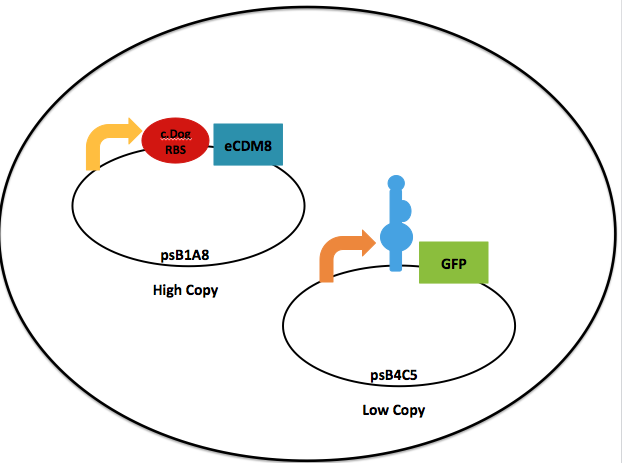 c.Dog
RBS
eCDM8
psB1A8
High Copy
GFP
psB4C5
Low Copy